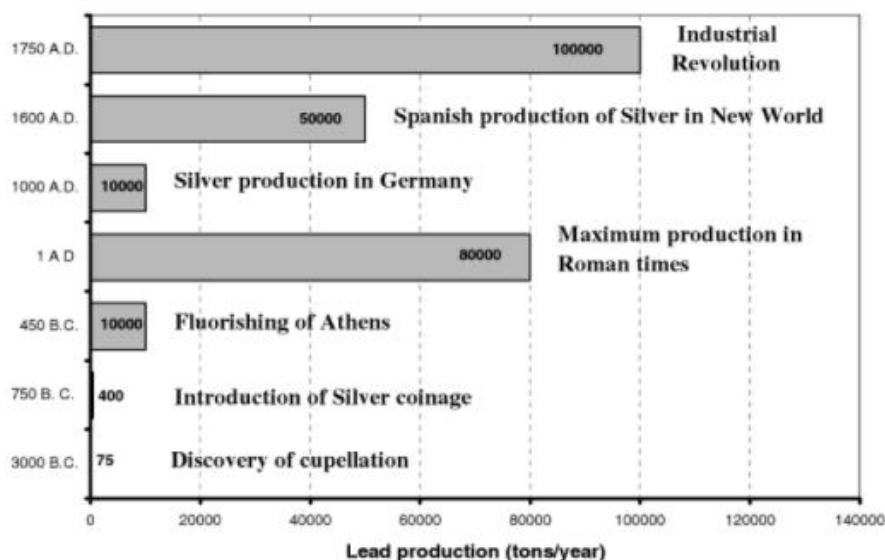 1750 A.D.
100000
Industrial
Revolution
1600 A.D.
50000
Spanish production of Silver in New World
1000 A.D.
10000
Silver production in Germany
1 A D
80000
Maximum production in
Roman times
450 B.C.
10000
Fluorishing of Athens
750 B. C.
400
Introduction of Silver coinage
3000 B.C.
75
Discovery of cupellation
0 20000 40000 60000 80000 100000 120000 140000
Lead production (tons/year)